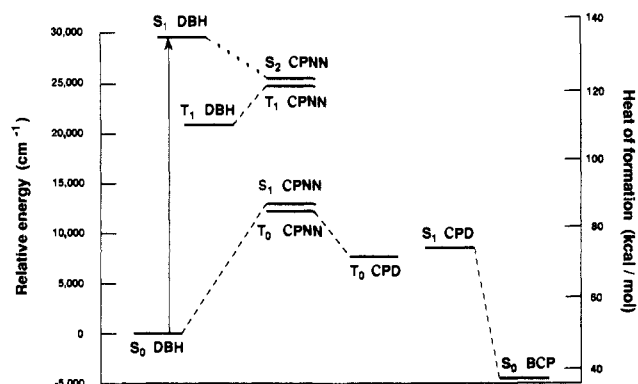 Relative energy (cm⁻¹)
30,000
25,000
20,000
15,000
10,000
5,000
0
-5,000
S₁ DBH
S₂ CPNN
T₁ CPNN
T₁ DBH
S₁ CPNN
T₀ CPNN
T₀ CPD
S₁ CPD
S₀ DBH
S₀ BCP
140
120
100
80
60
40
Heat of formation (kcal / mol)